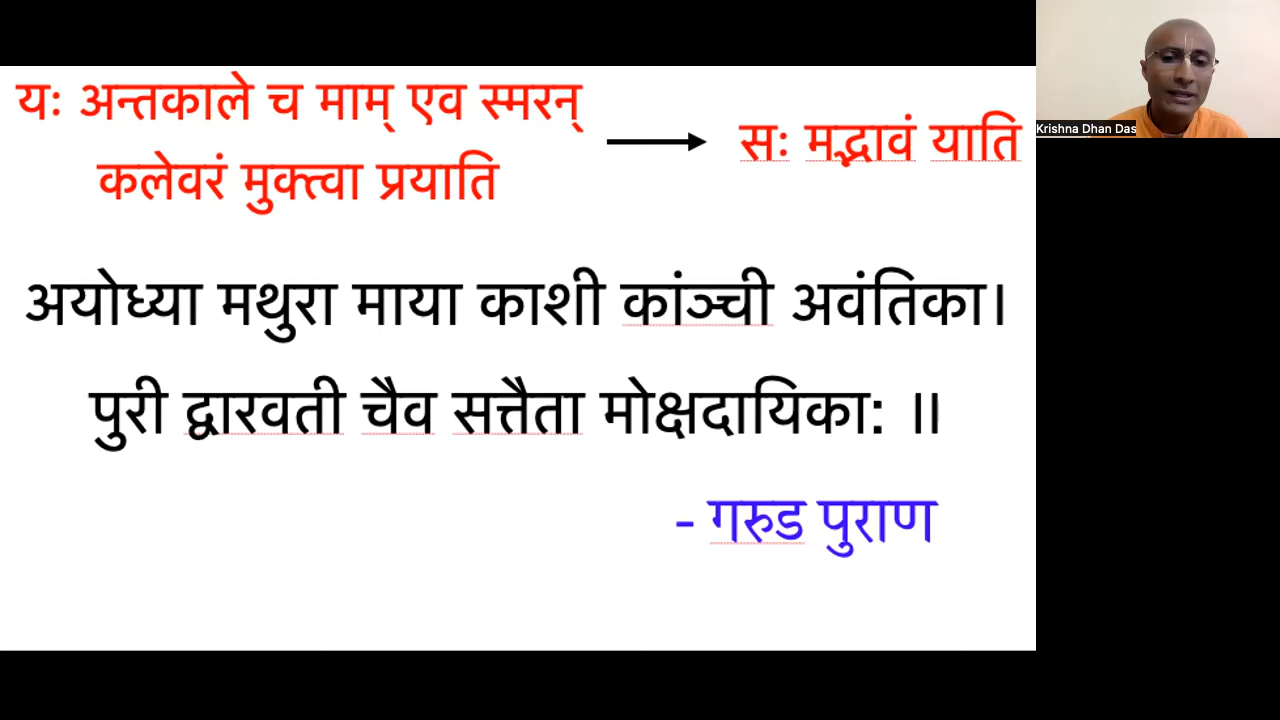 यः अन्तकाले च माम् एव स्मरन्
कलेवरं मुक्त्वा प्रयाति
सः मद्भावं याति
अयोध्या मथुरा माया काशी कांञ्ची अवंतिका।
पुरी द्वारवती चैव सत्तैता मोक्षदायिका: ॥
- गरुड पुराण
Krishna Dhan Das